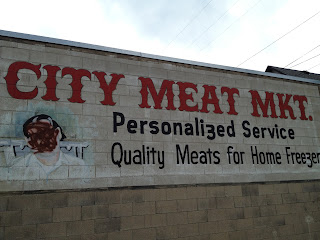 CITY MEAT MKT.
Personalized Service
Quality Meats for Home Freezer